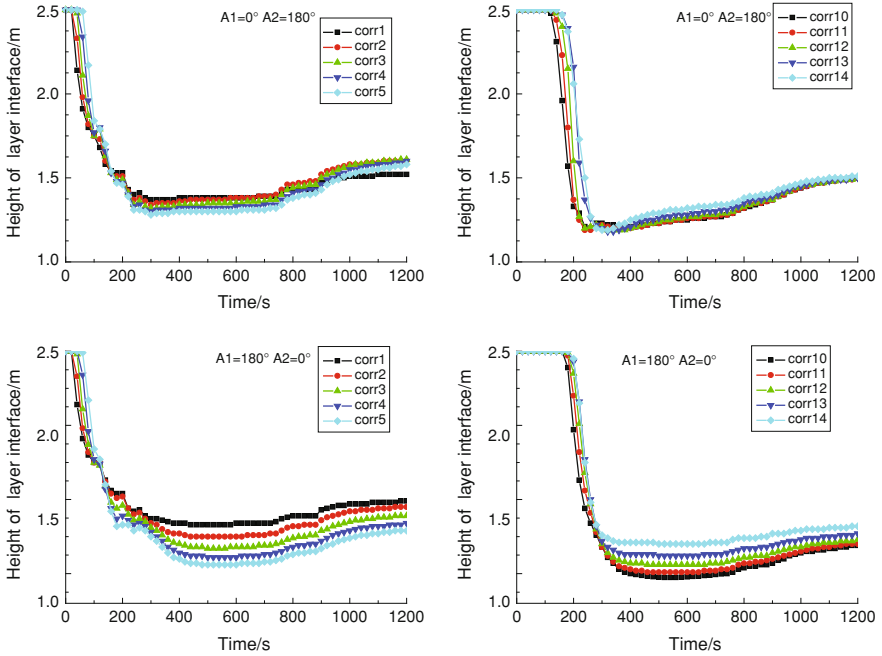 A1=0° A2=180°
corr1
corr2
corr3
corr4
corr5
Height of layer interface/m
2.5
2.0
1.5
1.0
0 200 400 600 800 1000 1200
Time/s
A1=0° A2=180°
corr10
corr11
corr12
corr13
corr14
Height of layer interface/m
2.5
2.0
1.5
1.0
0 200 400 600 800 1000 1200
Time/s
A1=180° A2=0°
corr1
corr2
corr3
corr4
corr5
Height of layer interface/m
2.5
2.0
1.5
1.0
0 200 400 600 800 1000 1200
Time/s
A1=180° A2=0°
corr10
corr11
corr12
corr13
corr14
Height of layer interface/m
2.5
2.0
1.5
1.0
0 200 400 600 800 1000 1200
Time/s